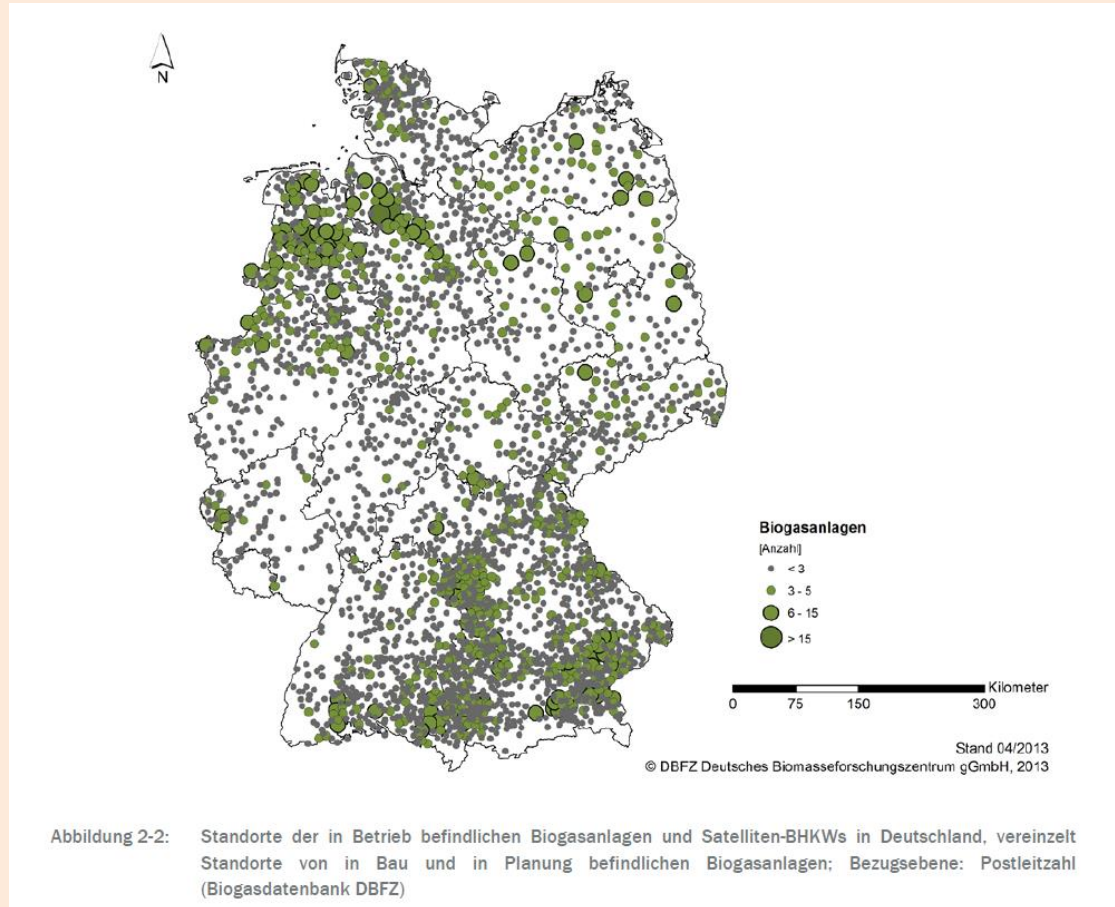 N
Biogasanlagen
[Anzahl]
< 3
3 - 5
6 - 15
> 15
Kilometer
0 75 150 300
Stand 04/2013
© DBFZ Deutsches Biomasseforschungszentrum gGmbH, 2013
Abbildung 2-2: Standorte der in Betrieb befindlichen Biogasanlagen und Satelliten-BHKWs in Deutschland, vereinzelt
Standorte von in Bau und in Planung befindlichen Biogasanlagen; Bezugsebene: Postleitzahl
(Biogasdatenbank DBFZ)